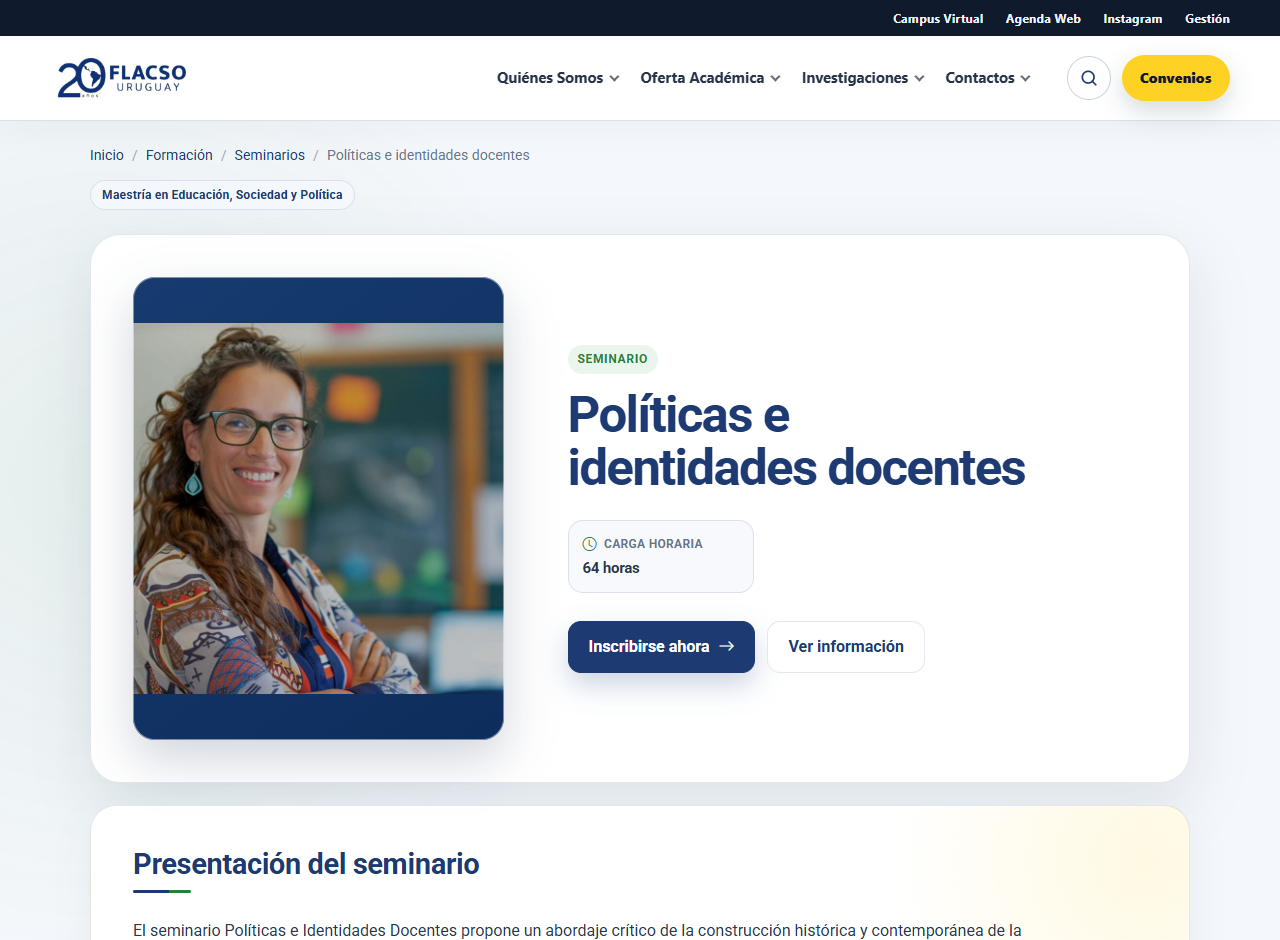 Campus Virtual Agenda Web Instagram Gestión
20 años FLACSO URUGUAY
Quiénes Somos Oferta Académica Investigaciones Contactos Convenios
Inicio / Formación / Seminarios / Políticas e identidades docentes
Maestría en Educación, Sociedad y Política
SEMINARIO
Políticas e
identidades docentes
CARGA HORARIA
64 horas
Inscribirse ahora → Ver información
Presentación del seminario
El seminario Políticas e Identidades Docentes propone un abordaje crítico de la construcción histórica y contemporánea de la